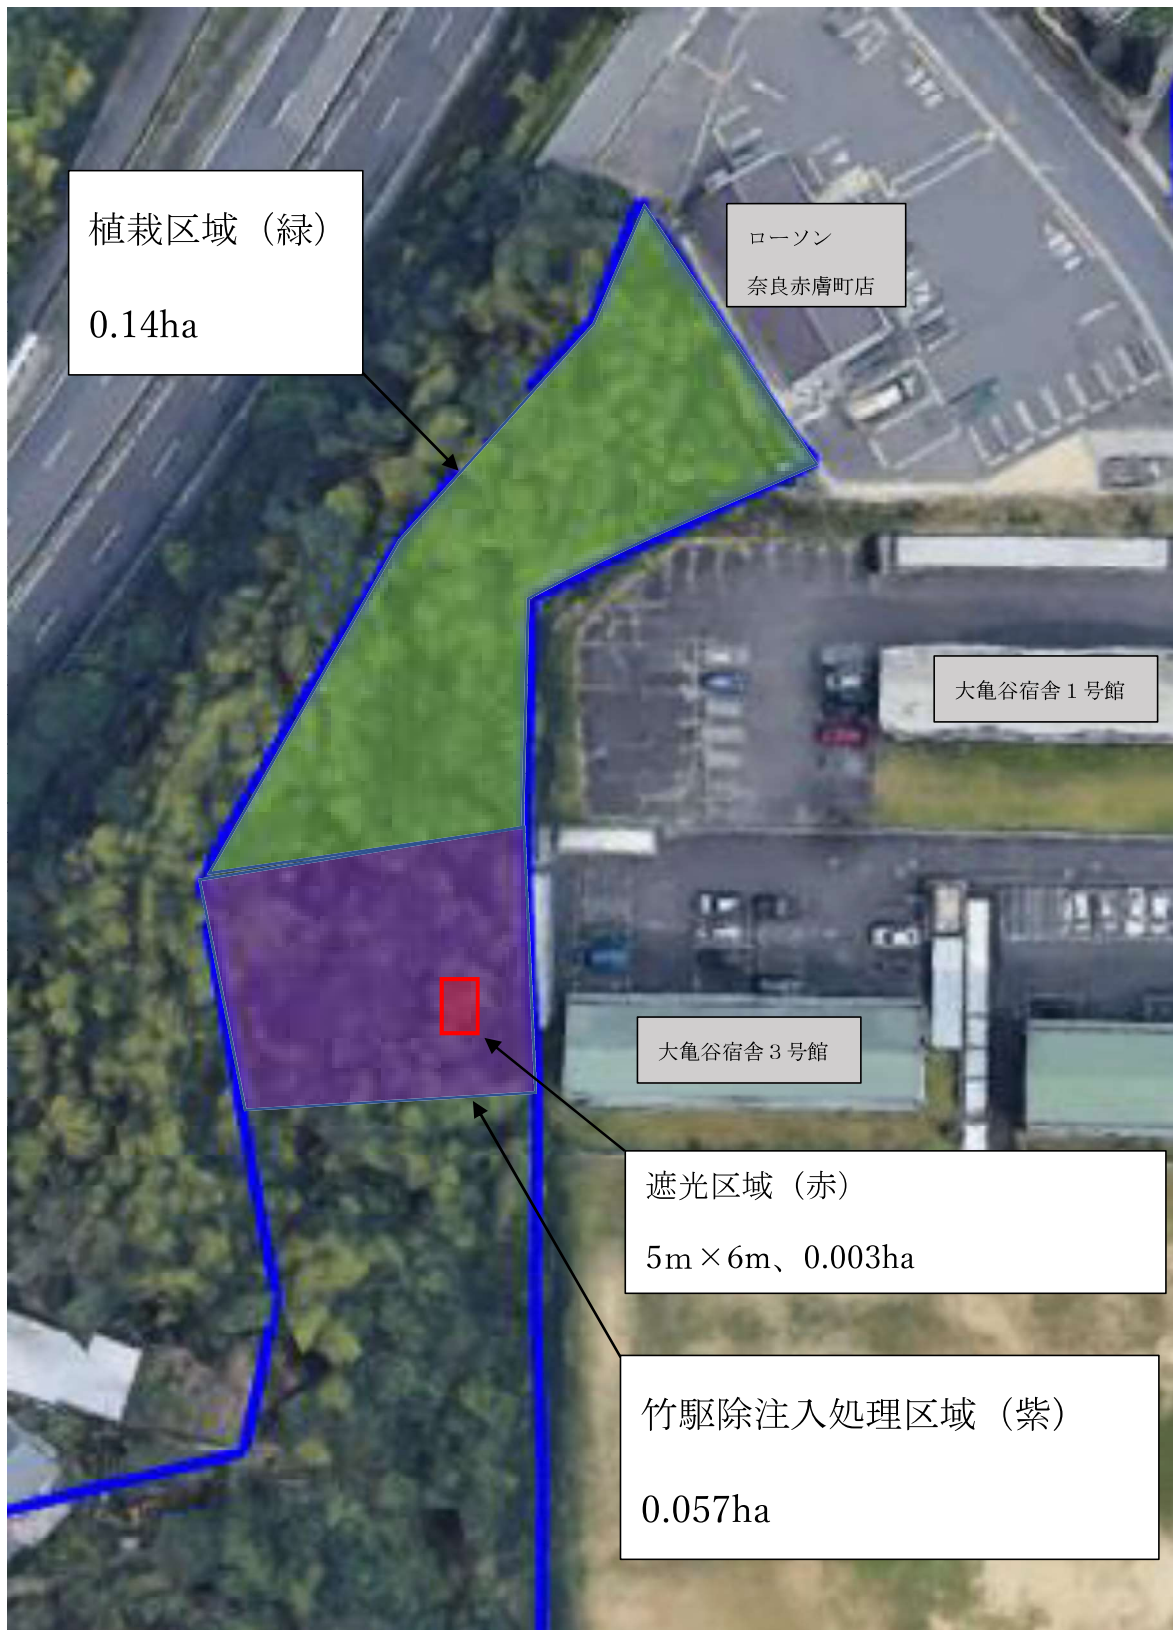 植栽区域（緑）
0.14ha
ローソン
奈良赤膚町店
大亀谷宿舎１号館
大亀谷宿舎３号館
遮光区域（赤）
5ｍ×6m、0.003ha
竹駆除注入処理区域（紫）
0.057ha